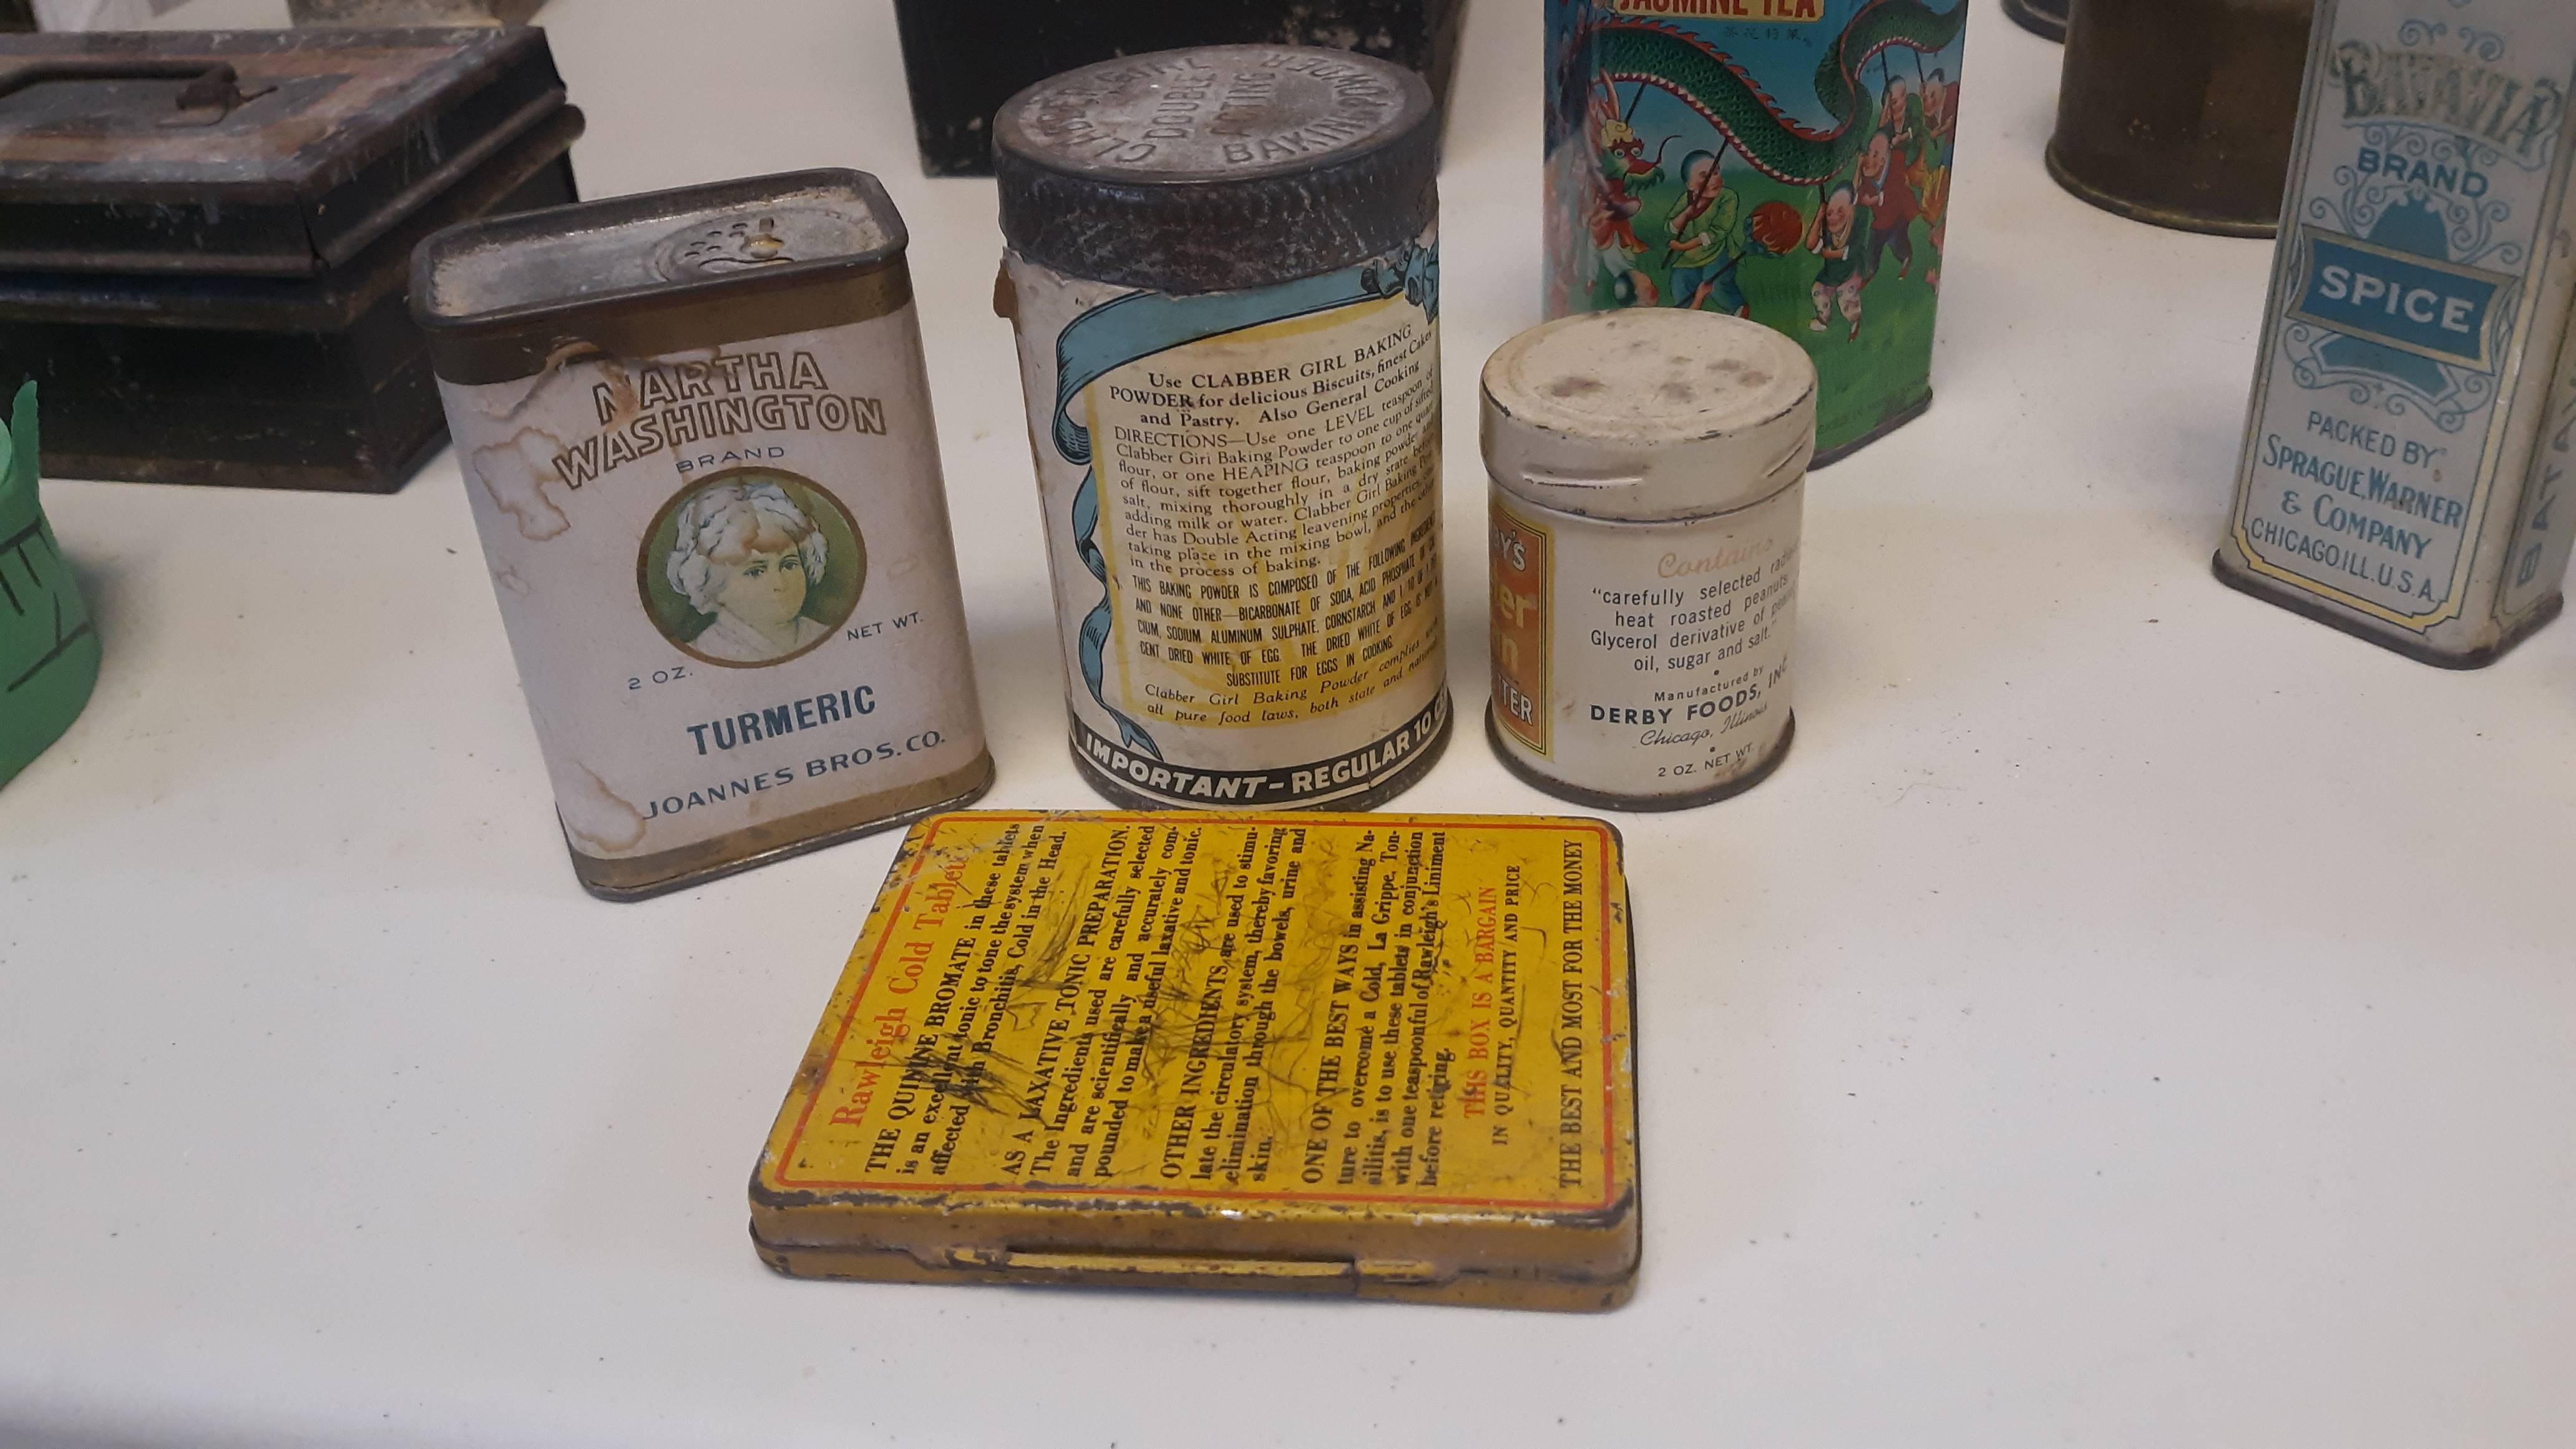 MARTHA
WASHINGTON
BRAND
2 OZ. NET WT.
TURMERIC
JOANNES BROS. CO.
CLABBER GIRL
DOUBLE
ACTING
BAKING POWDER
Use CLABBER GIRL BAKING
POWDER for delicious Biscuits, finest Cakes
and Pastry. Also General Cooking
DIRECTIONS—Use one LEVEL teaspoon of
Clabber Girl Baking Powder to one cup of sifted
flour, or one HEAPING teaspoon to one quart
of flour, sift together flour, baking powder and
salt, mixing thoroughly in a dry state before
adding milk or water. Clabber Girl Baking Pow-
der has Double Acting leavening properties, one
taking place in the mixing bowl, and the other
in the process of baking.
THIS BAKING POWDER IS COMPOSED OF THE FOLLOWING
AND NONE OTHER—BICARBONATE OF SODA, ACID PHOSPHATE OF CAL
CIUM, SODIUM ALUMINUM SULPHATE, CORNSTARCH AND
CENT DRIED WHITE OF EGG. THE DRIED WHITE OF EGG IS
SUBSTITUTE FOR EGGS IN COOKING.
Clabber Girl Baking Powder complies with
all pure food laws, both state and national
IMPORTANT–REGULAR 10
JASMINE TEA
BY'S
TER
Contains
"carefully selected
heat roasted peanuts
Glycerol derivative of
oil, sugar and salt."
Manufactured by
DERBY FOODS, INC
Chicago, Illinois
2 OZ. NET WT.
BATAVIA
BRAND
SPICE
PACKED BY
SPRAGUE, WARNER
& COMPANY
CHICAGO, ILL. U.S.A.
Rawleigh Cold Tablets
THE QUININE BROMATE in these tablets
is an excellent tonic to tone the system when
affected with Bronchitis, Cold in the Head.
AS A LAXATIVE TONIC PREPARATION.
The Ingredients used are carefully selected
and are scientifically and accurately com-
pounded to make a useful laxative and tonic.
OTHER INGREDIENTS are used to stimu-
late the circulatory system, thereby favoring
elimination through the bowels, urine and
skin.
ONE OF THE BEST WAYS in assisting Na-
ture to overcome a Cold, La Grippe, Ton-
silitis, is to use these tablets in conjunction
with one teaspoonful of Rawleigh's Liniment
before retiring.
THIS BOX IS A BARGAIN
IN QUALITY, QUANTITY AND PRICE
THE BEST AND MOST FOR THE MONEY